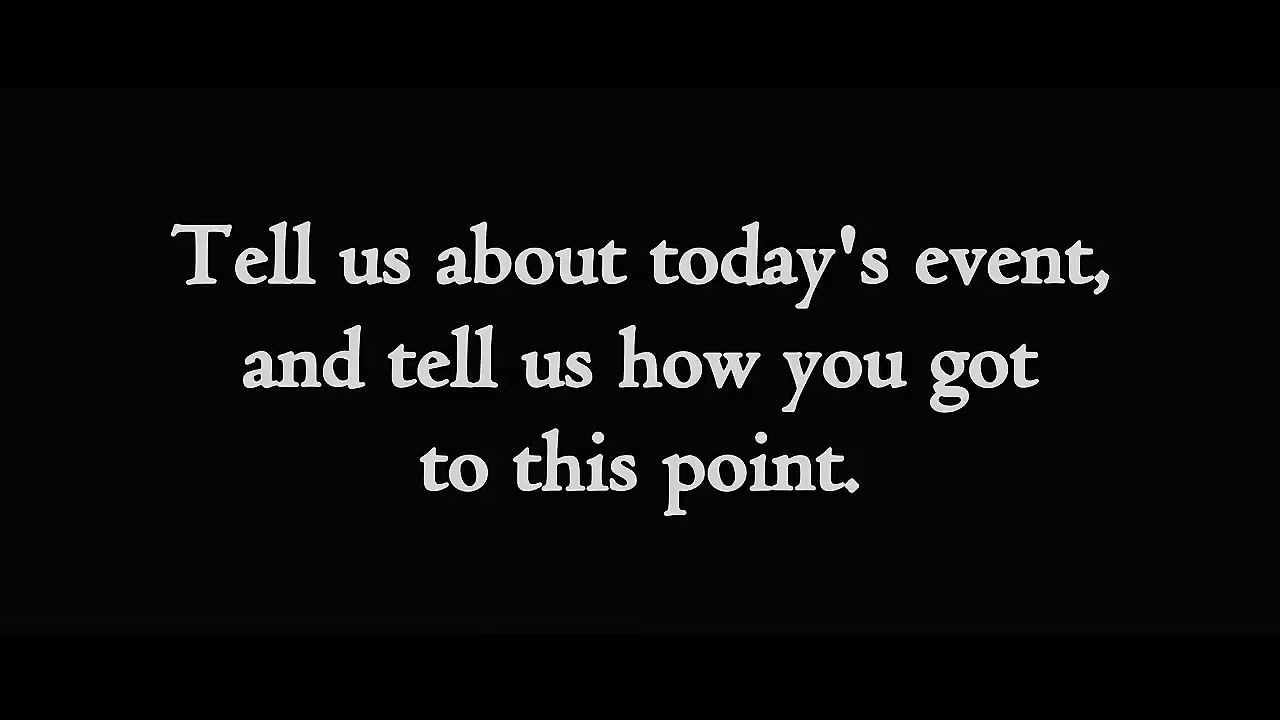 Tell us about today's event,
and tell us how you got
to this point.